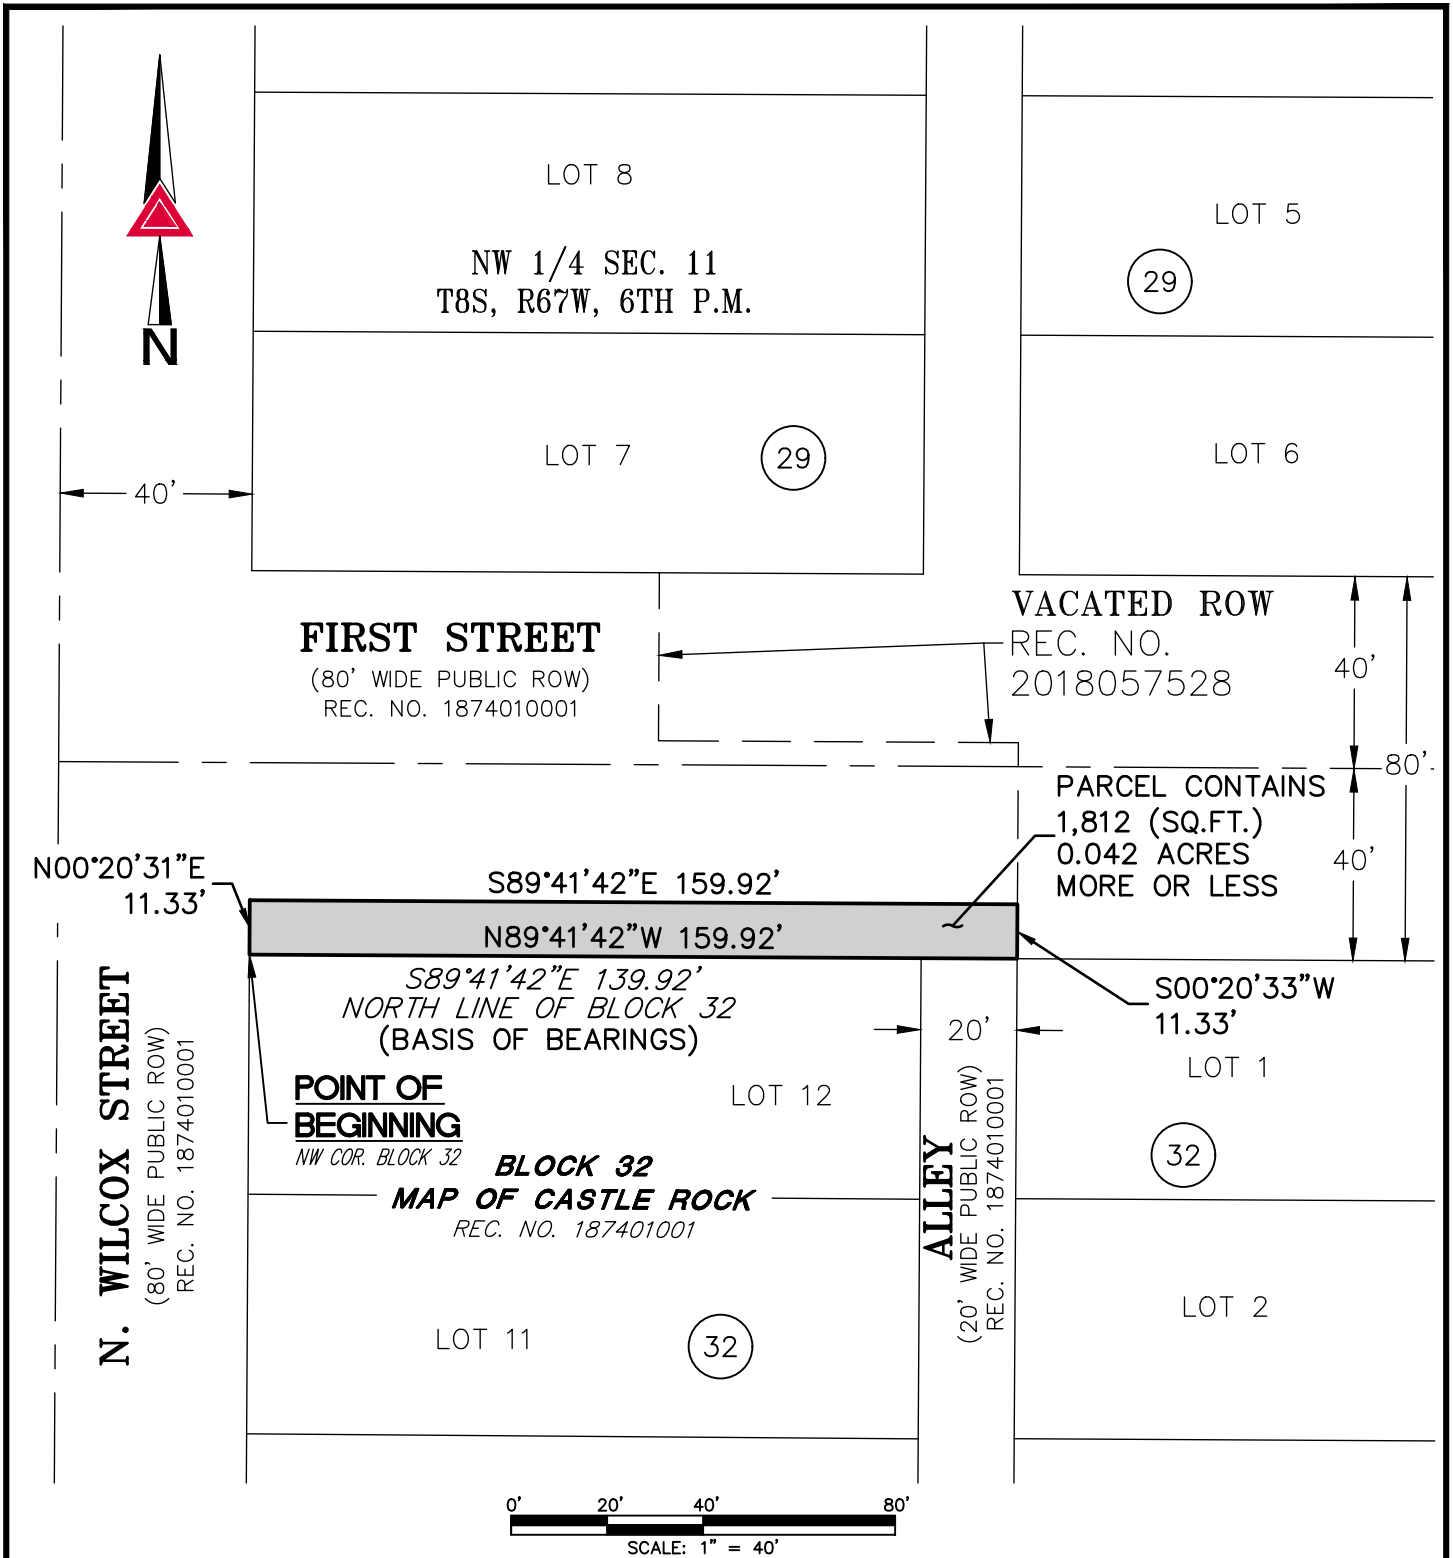 LOT 8
LOT 5
NW 1/4 SEC. 11
T8S, R67W, 6TH P.M.
29
N
LOT 7
29
LOT 6
40'
VACATED ROW
REC. NO.
2018057528
FIRST STREET
(80' WIDE PUBLIC ROW)
REC. NO. 1874010001
40'
80'
PARCEL CONTAINS
1,812 (SQ.FT.)
0.042 ACRES
MORE OR LESS
40'
N00°20'31"E
11.33'
S89°41'42"E 159.92'
N89°41'42"W 159.92'
S89°41'42"E 139.92'
NORTH LINE OF BLOCK 32
(BASIS OF BEARINGS)
S00°20'33"W
11.33'
20'
LOT 1
POINT OF
BEGINNING
NW COR. BLOCK 32
LOT 12
32
BLOCK 32
MAP OF CASTLE ROCK
REC. NO. 187401001
N. WILCOX STREET
(80' WIDE PUBLIC ROW)
REC. NO. 1874010001
ALLEY
(20' WIDE PUBLIC ROW)
REC. NO. 1874010001
LOT 2
LOT 11
32
0' 20' 40' 80'
SCALE: 1" = 40'